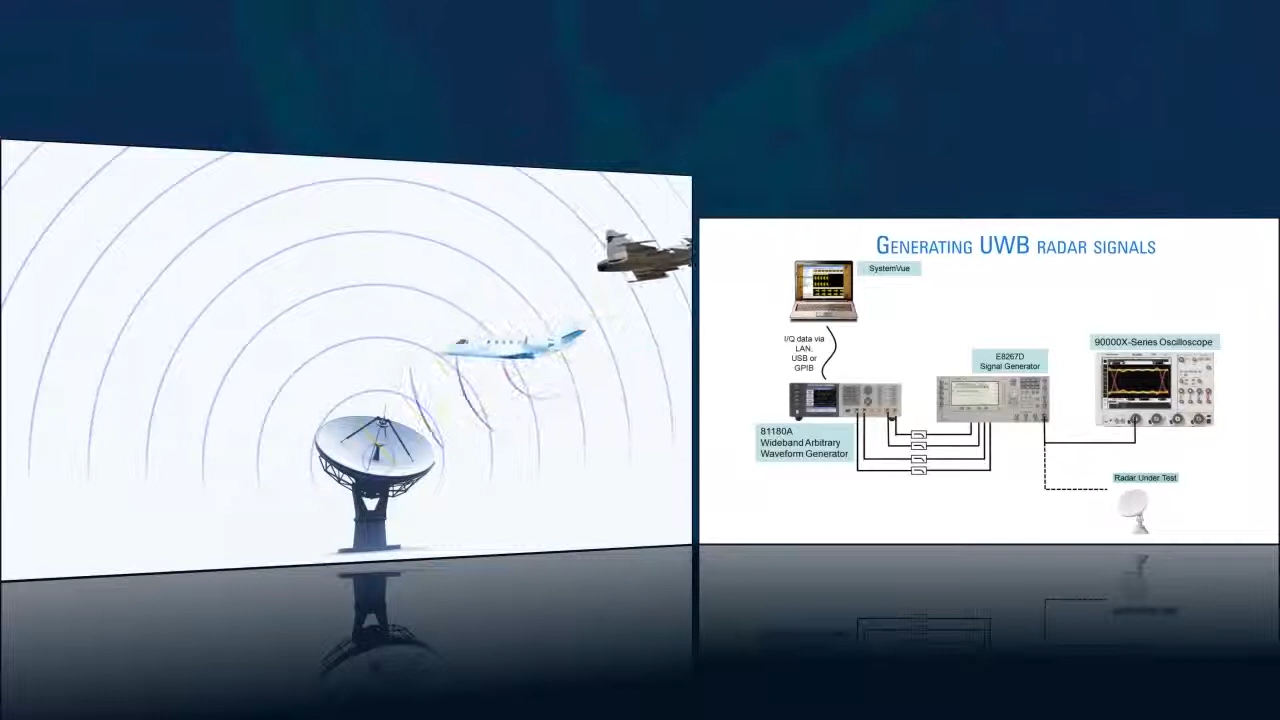 GENERATING UWB RADAR SIGNALS
SystemVue
I/Q data via
LAN,
USB or
GPIB
90000X-Series Oscilloscope
E8267D
Signal Generator
81180A
Wideband Arbitrary
Waveform Generator
Radar Under Test